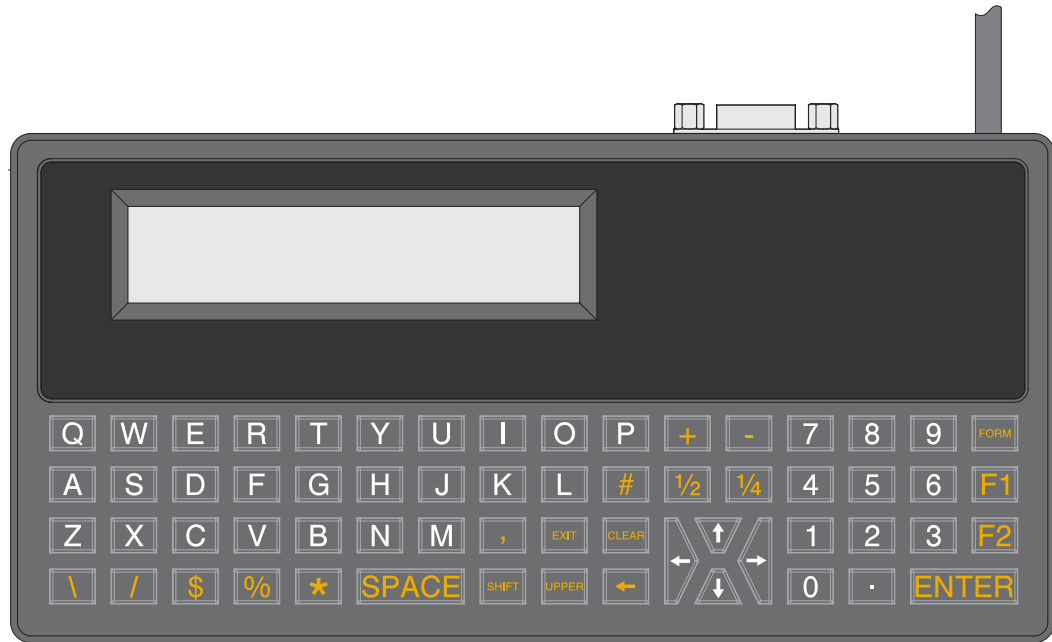 Q W E R T Y U I O P + - 7 8 9 FORM
A S D F G H J K L # ½ ¼ 4 5 6 F1
Z X C V B N M , EXIT CLEAR ← ↑ → 1 2 3 F2
\ / $ % * SPACE SHIFT UPPER ← ↓ 0 . ENTER